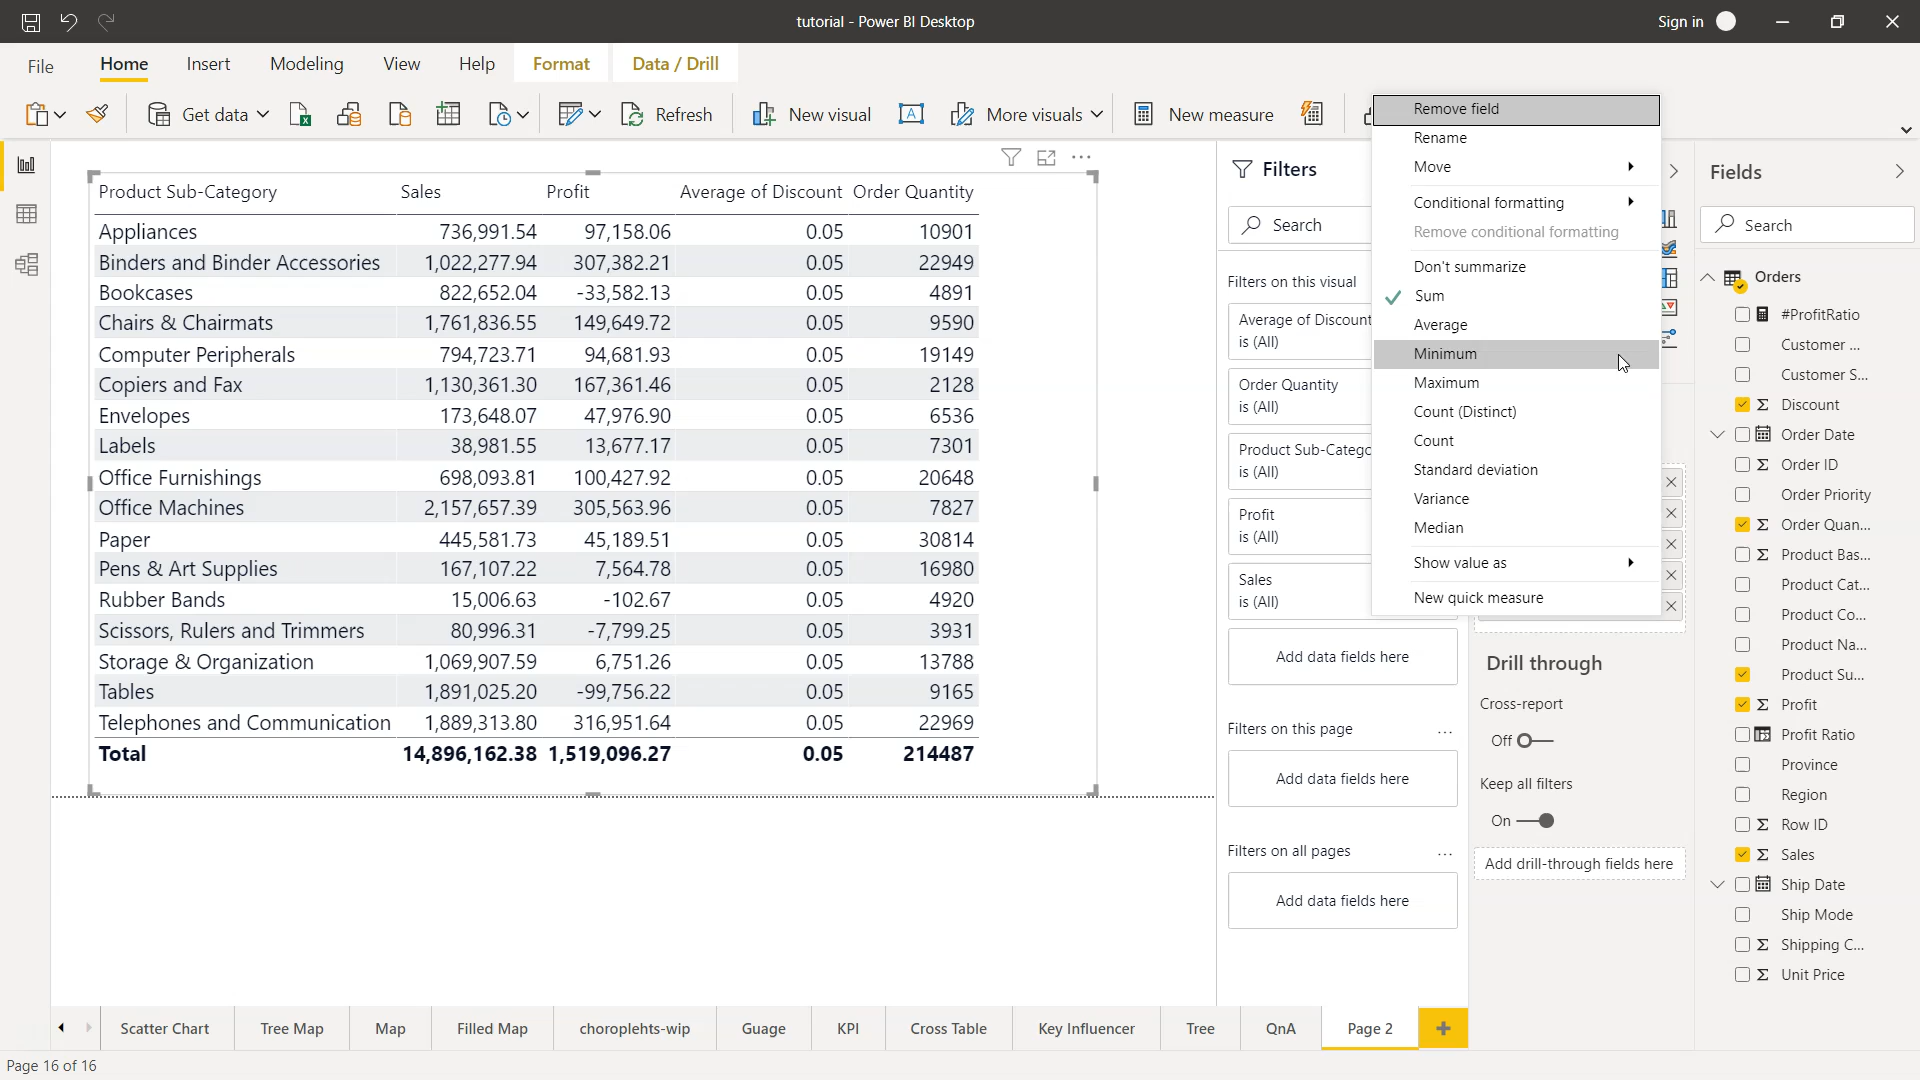 tutorial - Power BI Desktop
Sign in
File Home Insert Modeling View Help Format Data / Drill
Get data Refresh New visual More visuals New measure
Product Sub-Category Sales Profit Average of Discount Order Quantity
Appliances 736,991.54 97,158.06 0.05 10901
Binders and Binder Accessories 1,022,277.94 307,382.21 0.05 22949
Bookcases 822,652.04 -33,582.13 0.05 4891
Chairs & Chairmats 1,761,836.55 149,649.72 0.05 9590
Computer Peripherals 794,723.71 94,681.93 0.05 19149
Copiers and Fax 1,130,361.30 167,361.46 0.05 2128
Envelopes 173,648.07 47,976.90 0.05 6536
Labels 38,981.55 13,677.17 0.05 7301
Office Furnishings 698,093.81 100,427.92 0.05 20648
Office Machines 2,157,657.39 305,563.96 0.05 7827
Paper 445,581.73 45,189.51 0.05 30814
Pens & Art Supplies 167,107.22 7,564.78 0.05 16980
Rubber Bands 15,006.63 -102.67 0.05 4920
Scissors, Rulers and Trimmers 80,996.31 -7,799.25 0.05 3931
Storage & Organization 1,069,907.59 6,751.26 0.05 13788
Tables 1,891,025.20 -99,756.22 0.05 9165
Telephones and Communication 1,889,313.80 316,951.64 0.05 22969
Total 14,896,162.38 1,519,096.27 0.05 214487
Filters
Search
Filters on this visual
Average of Discount
is (All)
Order Quantity
is (All)
Product Sub-Catego
is (All)
Profit
is (All)
Sales
is (All)
Add data fields here
Filters on this page ...
Add data fields here
Filters on all pages ...
Add data fields here
Remove field
Rename
Move
Conditional formatting
Remove conditional formatting
Don't summarize
Sum
Average
Minimum
Maximum
Count (Distinct)
Count
Standard deviation
Variance
Median
Show value as
New quick measure
Drill through
Cross-report
Off
Keep all filters
On
Add drill-through fields here
Fields
Search
Orders
#ProfitRatio
Customer ...
Customer S...
Discount
Order Date
Order ID
Order Priority
Order Quan...
Product Bas...
Product Cat...
Product Co...
Product Na...
Product Su...
Profit
Profit Ratio
Province
Region
Row ID
Sales
Ship Date
Ship Mode
Shipping C...
Unit Price
Scatter Chart Tree Map Map Filled Map choroplehts-wip Guage KPI Cross Table Key Influencer Tree QnA Page 2
Page 16 of 16